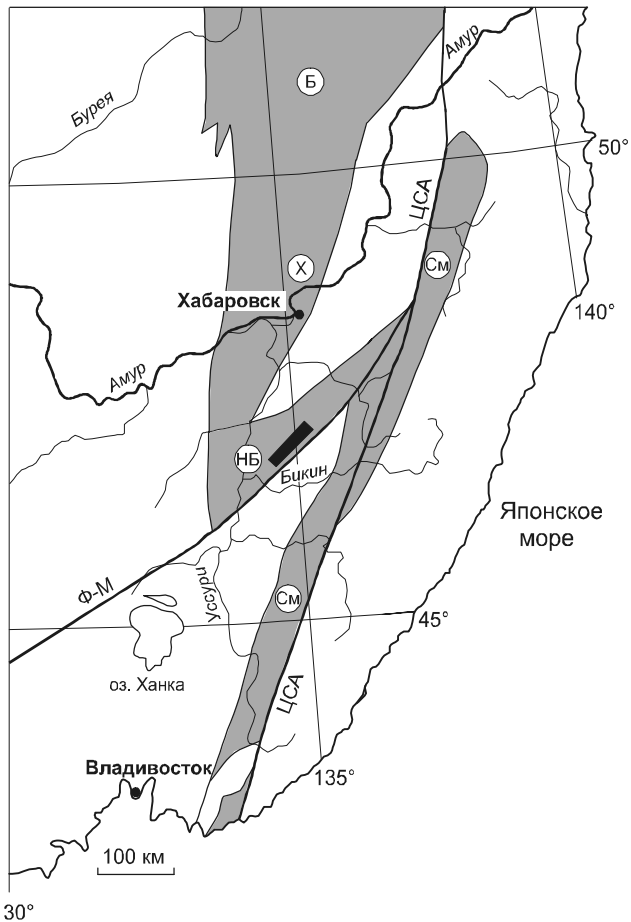 Амур
Б
Бурея
50°
ЦСА
Х
См
Хабаровск
140°
Амур
НБ
Бикин
Японское
море
Ф-М
Уссури
См
45°
оз. Ханка
ЦСА
Владивосток
135°
100 км
30°